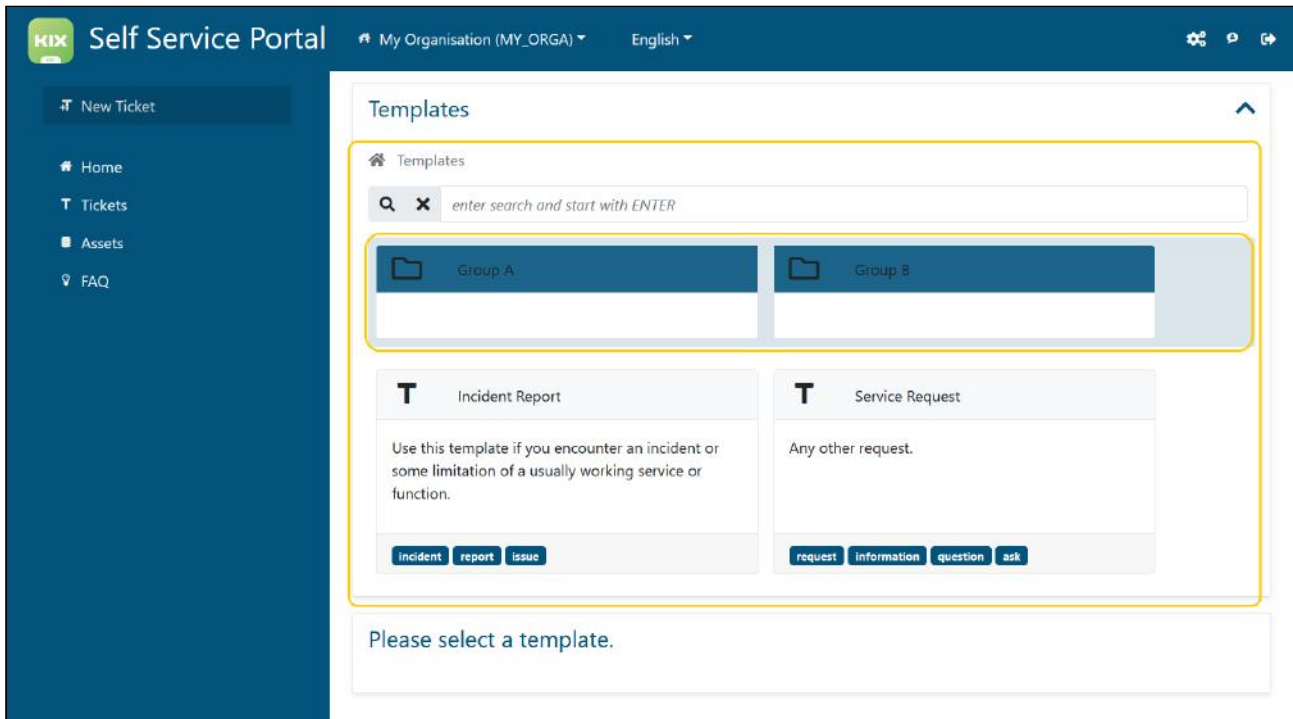 KIX Self Service Portal My Organisation (MY_ORGA) English
New Ticket
Home
Tickets
Assets
FAQ
Templates
Templates
enter search and start with ENTER
Group A
Group B
Incident Report
Use this template if you encounter an incident or
some limitation of a usually working service or
function.
incident report issue
Service Request
Any other request.
request information question ask
Please select a template.